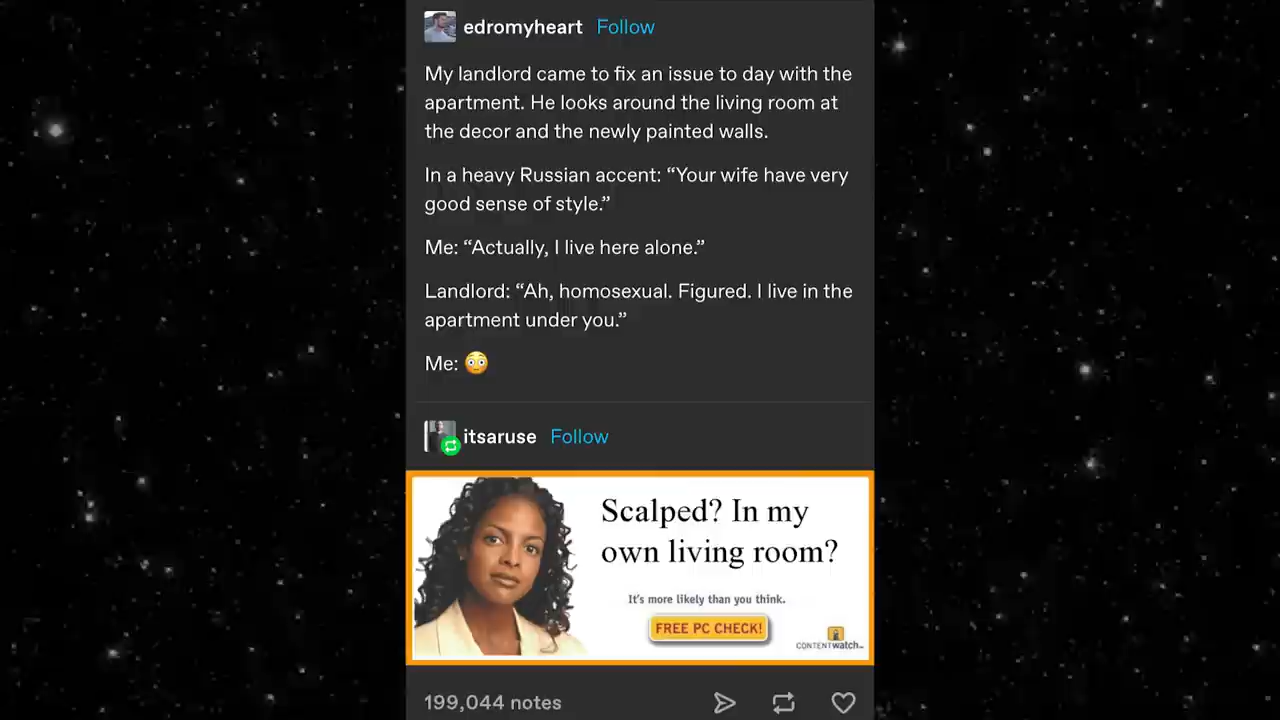 edromyheart Follow
My landlord came to fix an issue to day with the
apartment. He looks around the living room at
the decor and the newly painted walls.
In a heavy Russian accent: “Your wife have very
good sense of style.”
Me: “Actually, I live here alone.”
Landlord: “Ah, homosexual. Figured. I live in the
apartment under you.”
Me: 😳
itsaruse Follow
Scalped? In my
own living room?
It's more likely than you think.
FREE PC CHECK!
CONTENTWatch
199,044 notes